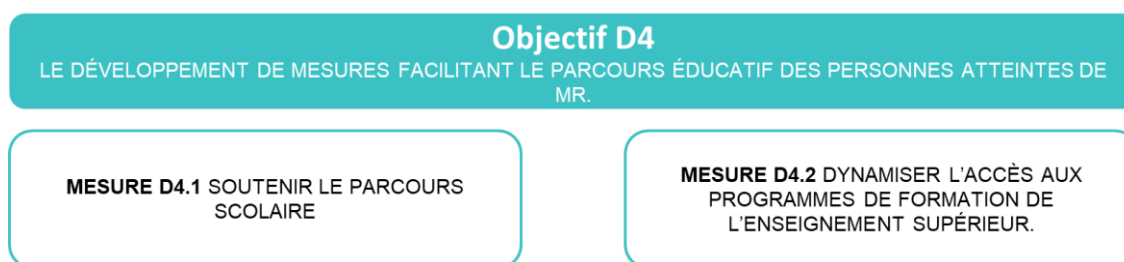 Objectif D4
LE DÉVELOPPEMENT DE MESURES FACILITANT LE PARCOURS ÉDUCATIF DES PERSONNES ATTEINTES DE
MR.
MESURE D4.1 SOUTENIR LE PARCOURS
SCOLAIRE
MESURE D4.2 DYNAMISER L’ACCÈS AUX
PROGRAMMES DE FORMATION DE
L’ENSEIGNEMENT SUPÉRIEUR.